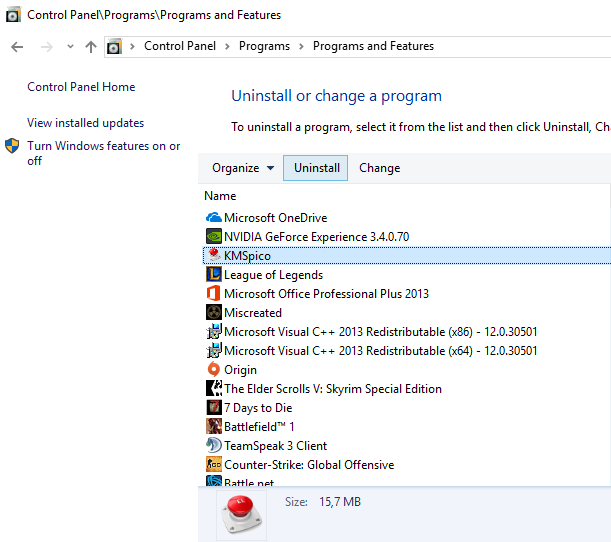 Control Panel\Programs\Programs and Features
Control Panel > Programs > Programs and Features
Control Panel Home
View installed updates
Turn Windows features on or
off
Uninstall or change a program
To uninstall a program, select it from the list and then click Uninstall, Cha
Organize Uninstall Change
Name
Microsoft OneDrive
NVIDIA GeForce Experience 3.4.0.70
KMSpico
League of Legends
Microsoft Office Professional Plus 2013
Miscreated
Microsoft Visual C++ 2013 Redistributable (x86) - 12.0.30501
Microsoft Visual C++ 2013 Redistributable (x64) - 12.0.30501
Origin
The Elder Scrolls V: Skyrim Special Edition
7 Days to Die
Battlefield™ 1
TeamSpeak 3 Client
Counter-Strike: Global Offensive
Battle.net
Size: 15,7 MB